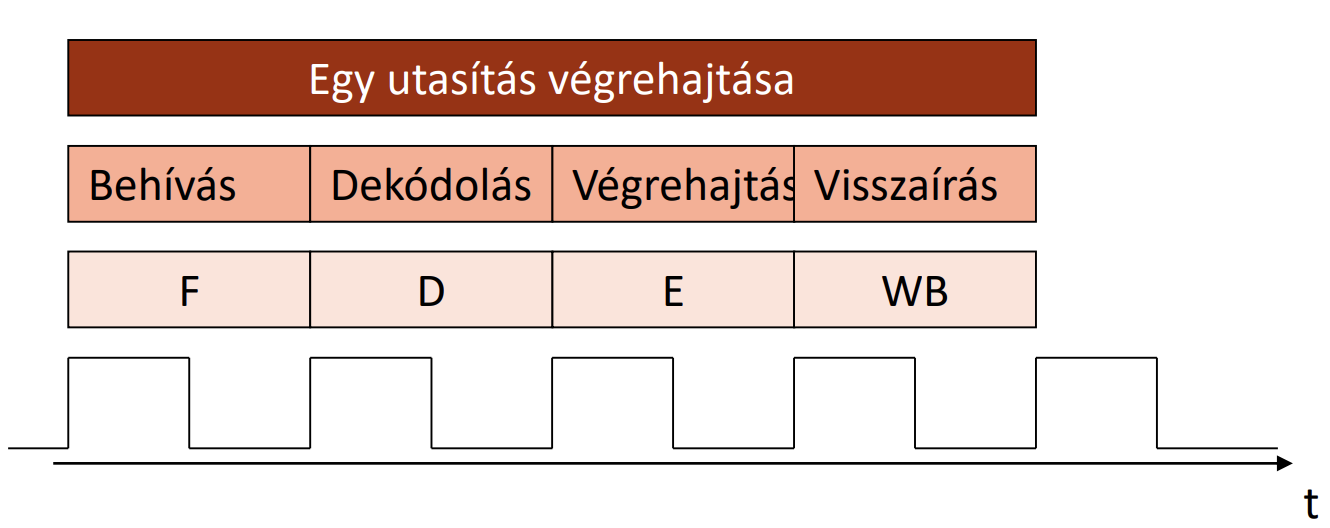 Egy utasítás végrehajtása
Behívás Dekódolás Végrehajtás Visszaírás
F D E WB
t